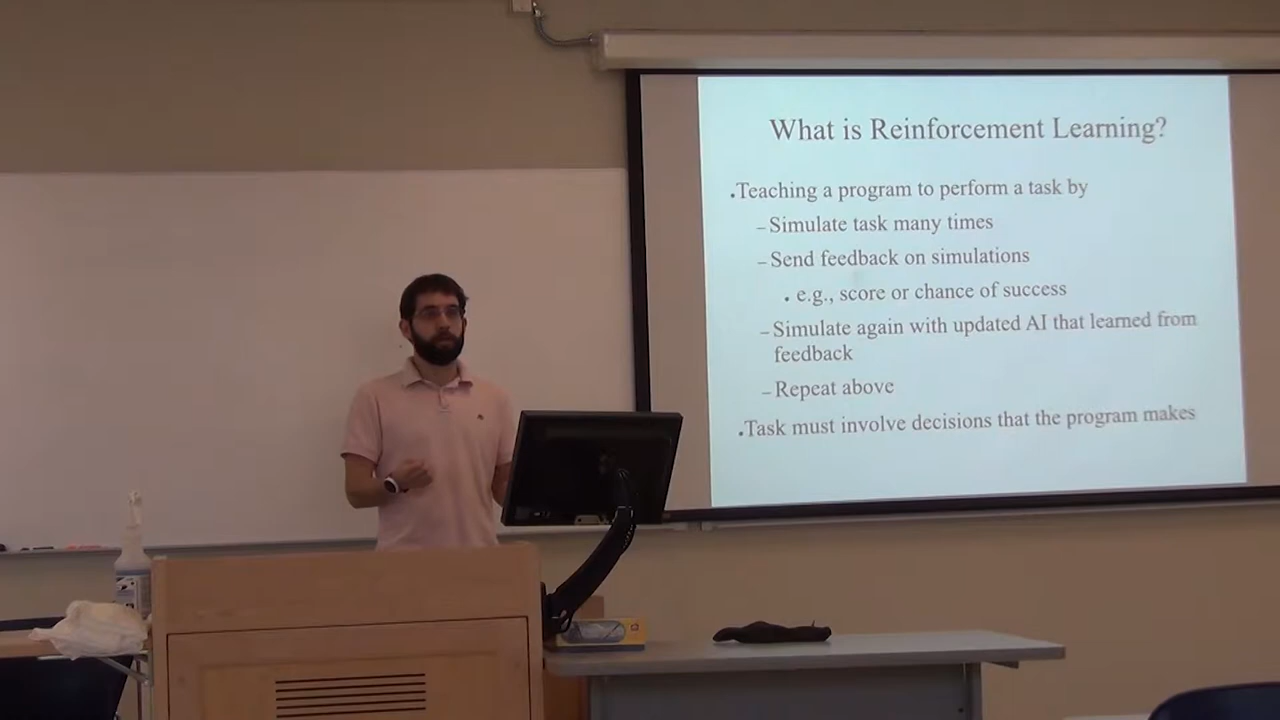 What is Reinforcement Learning?
.Teaching a program to perform a task by
– Simulate task many times
– Send feedback on simulations
. e.g., score or chance of success
– Simulate again with updated AI that learned from
feedback
– Repeat above
.Task must involve decisions that the program makes